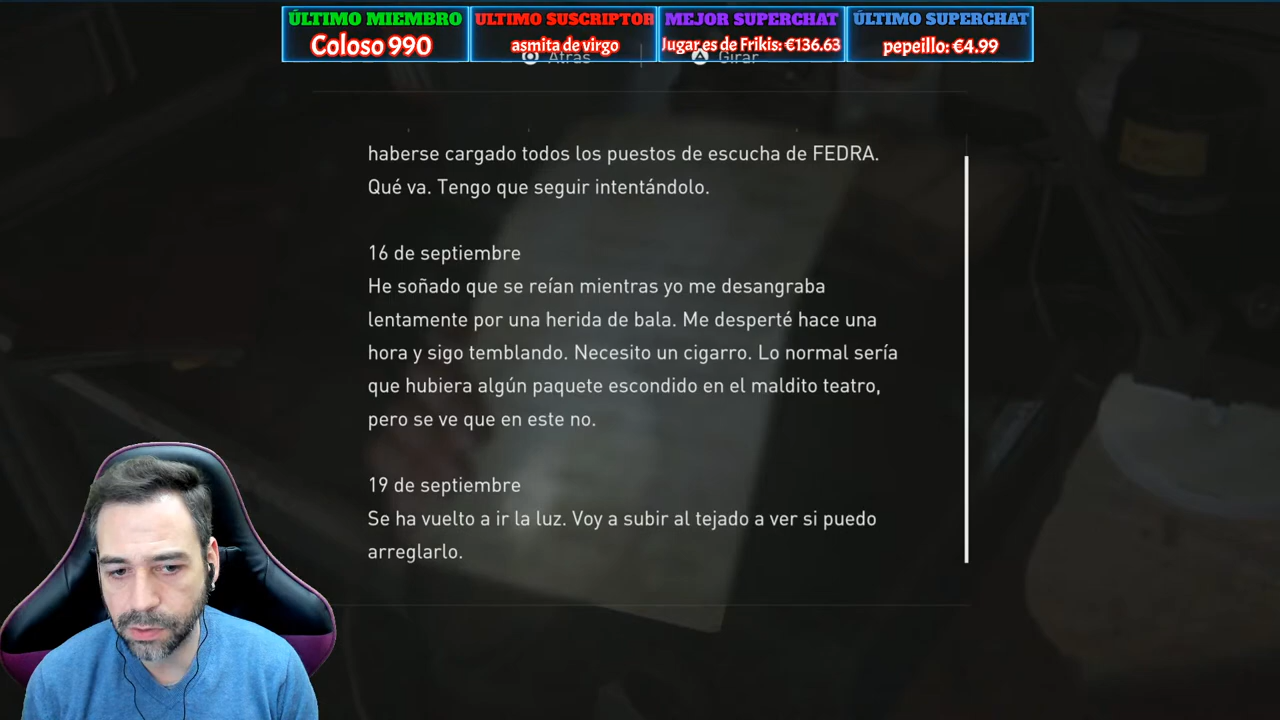 ÚLTIMO MIEMBRO
Coloso 990
ULTIMO SUSCRIPTOR
asmita de virgo
MEJOR SUPERCHAT
Jugar es de Frikis: €136.63
ÚLTIMO SUPERCHAT
pepeillo: €4.99
Atrás
Girar
haberse cargado todos los puestos de escucha de FEDRA.
Qué va. Tengo que seguir intentándolo.
16 de septiembre
He soñado que se reían mientras yo me desangraba
lentamente por una herida de bala. Me desperté hace una
hora y sigo temblando. Necesito un cigarro. Lo normal sería
que hubiera algún paquete escondido en el maldito teatro,
pero se ve que en este no.
19 de septiembre
Se ha vuelto a ir la luz. Voy a subir al tejado a ver si puedo
arreglarlo.